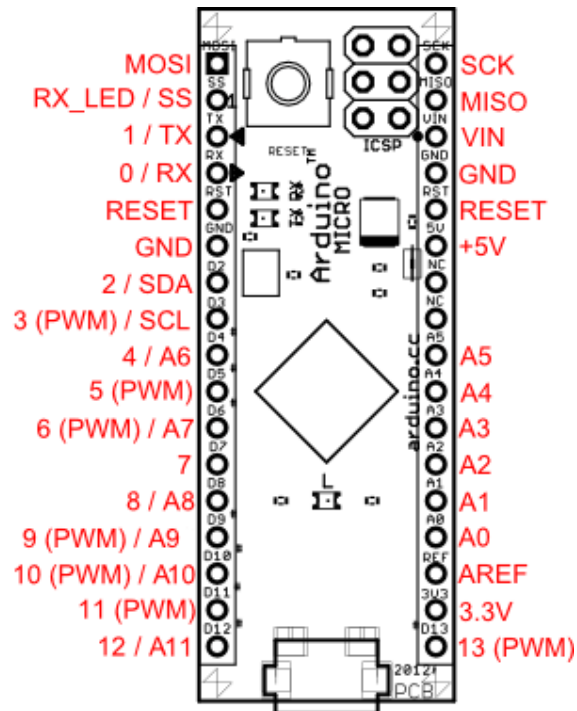 MOSI
RX_LED / SS
1 / TX
0 / RX
RESET
GND
2 / SDA
3 (PWM) / SCL
4 / A6
5 (PWM)
6 (PWM) / A7
7
8 / A8
9 (PWM) / A9
10 (PWM) / A10
11 (PWM)
12 / A11
MOSI
SS
1
TX
RX
RST
GND
D2
D3
D4
D5
D6
D7
D8
D9
D10
D11
D12
ICSP
RESET
TX RX
Arduino™
MICRO
L
arduino.cc
2012
PCB
SCK
MISO
VIN
GND
RST
5V
NC
NC
A5
A4
A3
A2
A1
A0
REF
3V3
D13
SCK
MISO
VIN
GND
RESET
+5V
A5
A4
A3
A2
A1
A0
AREF
3.3V
13 (PWM)